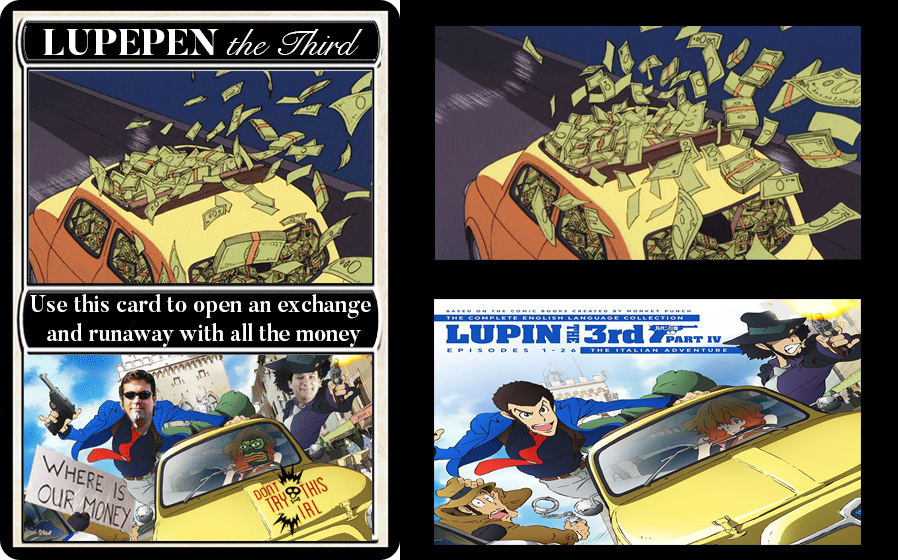 LUPEPEN the Third
Use this card to open an exchange
and runaway with all the money
WHERE IS
OUR MONEY
DONT
TRY THIS
IRL
BASED ON THE COMIC BOOKS CREATED BY MONKEY PUNCH
THE COMPLETE ENGLISH LANGUAGE COLLECTION
LUPIN THE 3rd PART IV
EPISODES 1-26 THE ITALIAN ADVENTURE